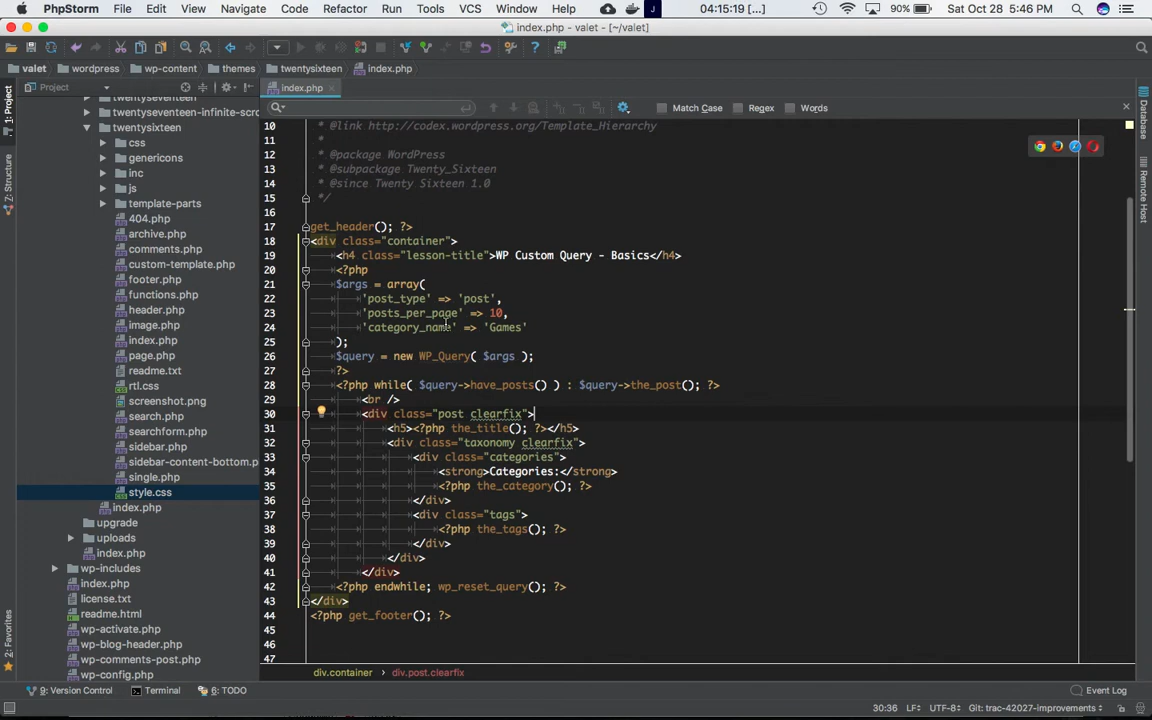 PhpStorm File Edit View Navigate Code Refactor Run Tools VCS Window Help 04:15:19 [...] 90% Sat Oct 28 5:46 PM
index.php - valet - [~/valet]
valet wordpress wp-content themes twentysixteen index.php
Project index.php
Match Case Regex Words
1: Project
Z: Structure
2: Favorites
Database
Remote Host
twentyseventeen
twentyseventeen-infinite-scro
twentysixteen
css
genericons
inc
js
template-parts
404.php
archive.php
comments.php
custom-template.php
footer.php
functions.php
header.php
image.php
index.php
page.php
readme.txt
rtl.css
screenshot.png
search.php
searchform.php
sidebar.php
sidebar-content-bottom.p
single.php
style.css
index.php
upgrade
uploads
index.php
wp-includes
index.php
license.txt
readme.html
wp-activate.php
wp-blog-header.php
wp-comments-post.php
wp-config.php
10 * @link http://codex.wordpress.org/Template_Hierarchy
11 *
12 * @package WordPress
13 * @subpackage Twenty_Sixteen
14 * @since Twenty Sixteen 1.0
15 */
16
17 get_header(); ?>
18 <div class="container">
19 <h4 class="lesson-title">WP Custom Query - Basics</h4>
20 <?php
21 $args = array(
22 'post_type' => 'post',
23 'posts_per_page' => 10,
24 'category_name' => 'Games'
25 );
26 $query = new WP_Query( $args );
27 ?>
28 <?php while( $query->have_posts() ) : $query->the_post(); ?>
29 <br />
30 <div class="post clearfix">
31 <h5><?php the_title(); ?></h5>
32 <div class="taxonomy clearfix">
33 <div class="categories">
34 <strong>Categories:</strong>
35 <?php the_category(); ?>
36 </div>
37 <div class="tags">
38 <?php the_tags(); ?>
39 </div>
40 </div>
41 </div>
42 <?php endwhile; wp_reset_query(); ?>
43 </div>
44 <?php get_footer(); ?>
45
46
47
div.container div.post.clearfix
9: Version Control Terminal 6: TODO Event Log
30:36 LF UTF-8 Git: trac-42027-improvements